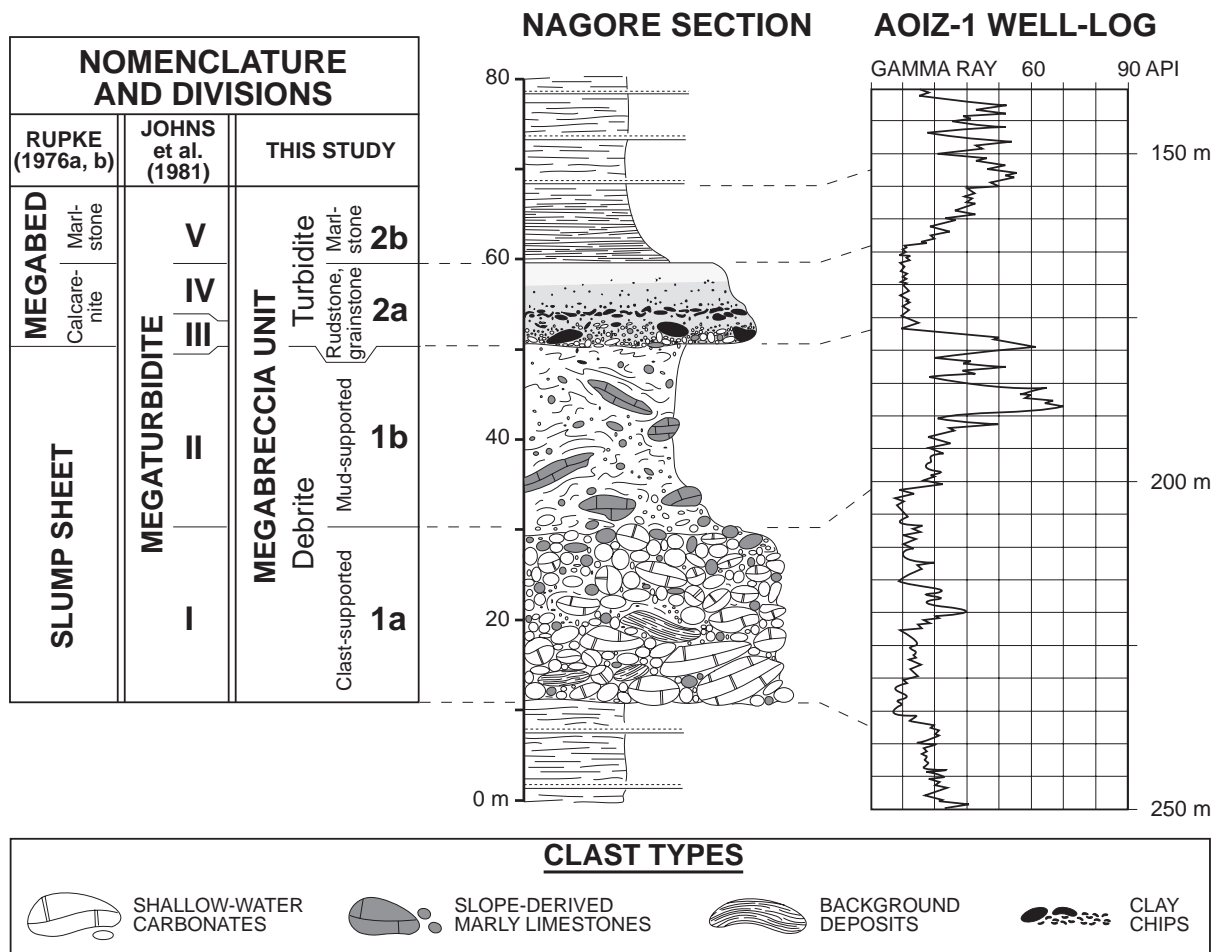 NAGORE SECTION
AOIZ-1 WELL-LOG
NOMENCLATURE
AND DIVISIONS
RUPKE
(1976a, b)
JOHNS
et al.
(1981)
THIS STUDY
MEGABED
Marl-
stone
Calcare-
nite
SLUMP SHEET
MEGATURBIDITE
V
IV
III
II
I
MEGABRECCIA UNIT
Turbidite
Marl-
stone
2b
Rudstone,
grainstone
2a
Debrite
Mud-supported
1b
Clast-supported
1a
80
60
40
20
0 m
GAMMA RAY 60 90 API
150 m
200 m
250 m
CLAST TYPES
SHALLOW-WATER
CARBONATES
SLOPE-DERIVED
MARLY LIMESTONES
BACKGROUND
DEPOSITS
CLAY
CHIPS